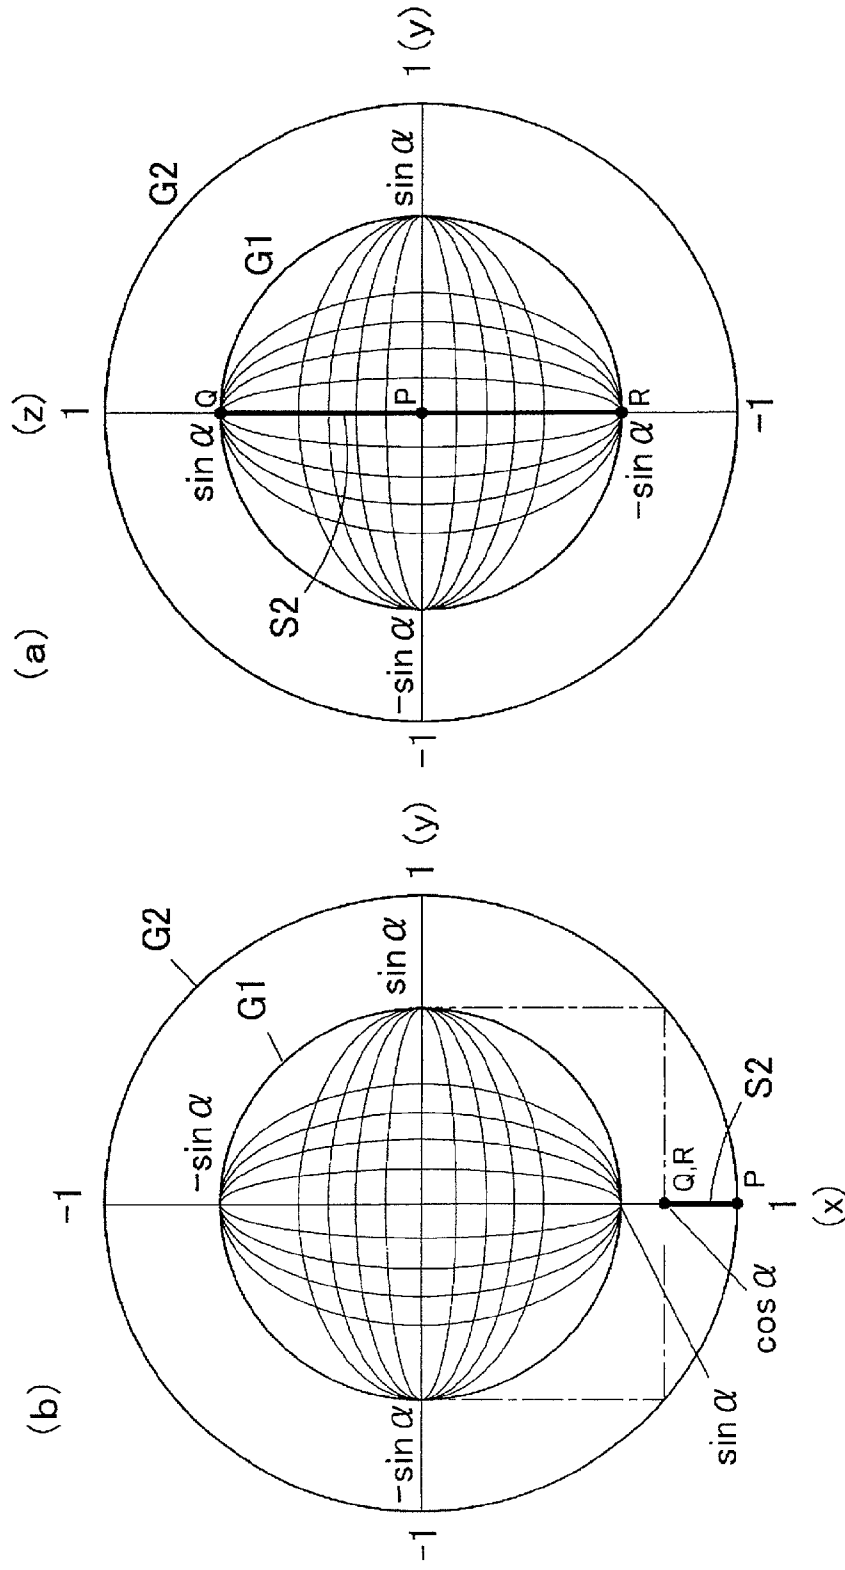 (a)
(z)
1
G2
G1
sin α
Q
S2
P
-1
−sin α
sin α
1 (y)
−sin α
R
-1
(b)
-1
G2
G1
−sin α
-1
−sin α
sin α
1 (y)
Q,R
S2
P
sin α
cos α
1
(x)